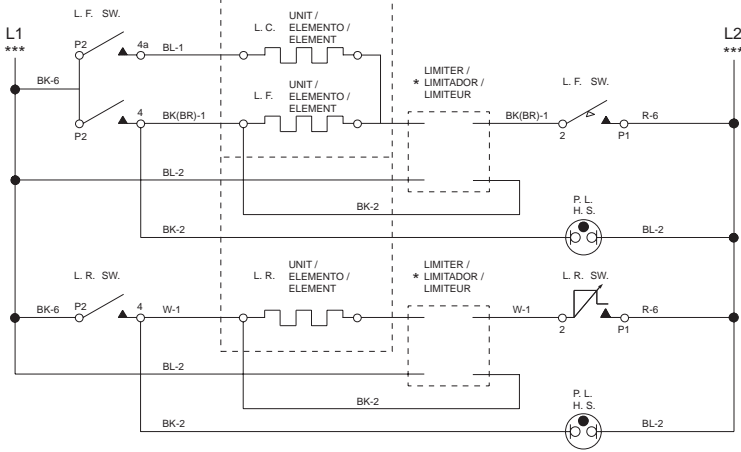 L. F. SW.
L1
***
P2
4a
BL-1
L. C.
UNIT /
ELEMENTO /
ELEMENT
L2
***
BK-6
P2
4
BK(BR)-1
L. F.
UNIT /
ELEMENTO /
ELEMENT
LIMITER /
* LIMITADOR /
LIMITEUR
BK(BR)-1
L. F. SW.
2
P1
R-6
BL-2
BK-2
BK-2
P. L.
H. S.
BL-2
L. R. SW.
BK-6
P2
4
W-1
L. R.
UNIT /
ELEMENTO /
ELEMENT
LIMITER /
* LIMITADOR /
LIMITEUR
W-1
L. R. SW.
2
P1
R-6
BL-2
BK-2
BK-2
P. L.
H. S.
BL-2